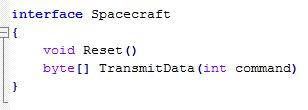 interface Spacecraft
{
void Reset()
byte[] TransmitData(int command)
}